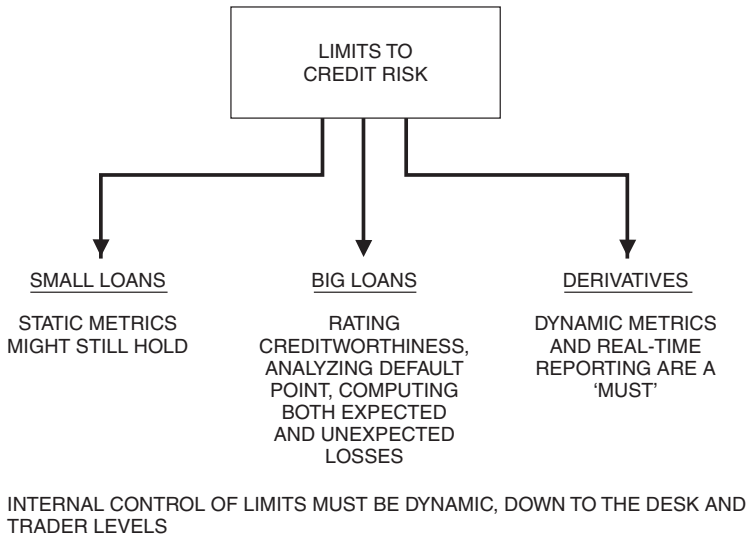 LIMITS TO
CREDIT RISK
SMALL LOANS
STATIC METRICS
MIGHT STILL HOLD
BIG LOANS
RATING
CREDITWORTHINESS,
ANALYZING DEFAULT
POINT, COMPUTING
BOTH EXPECTED
AND UNEXPECTED
LOSSES
DERIVATIVES
DYNAMIC METRICS
AND REAL-TIME
REPORTING ARE A
‘MUST’
INTERNAL CONTROL OF LIMITS MUST BE DYNAMIC, DOWN TO THE DESK AND
TRADER LEVELS